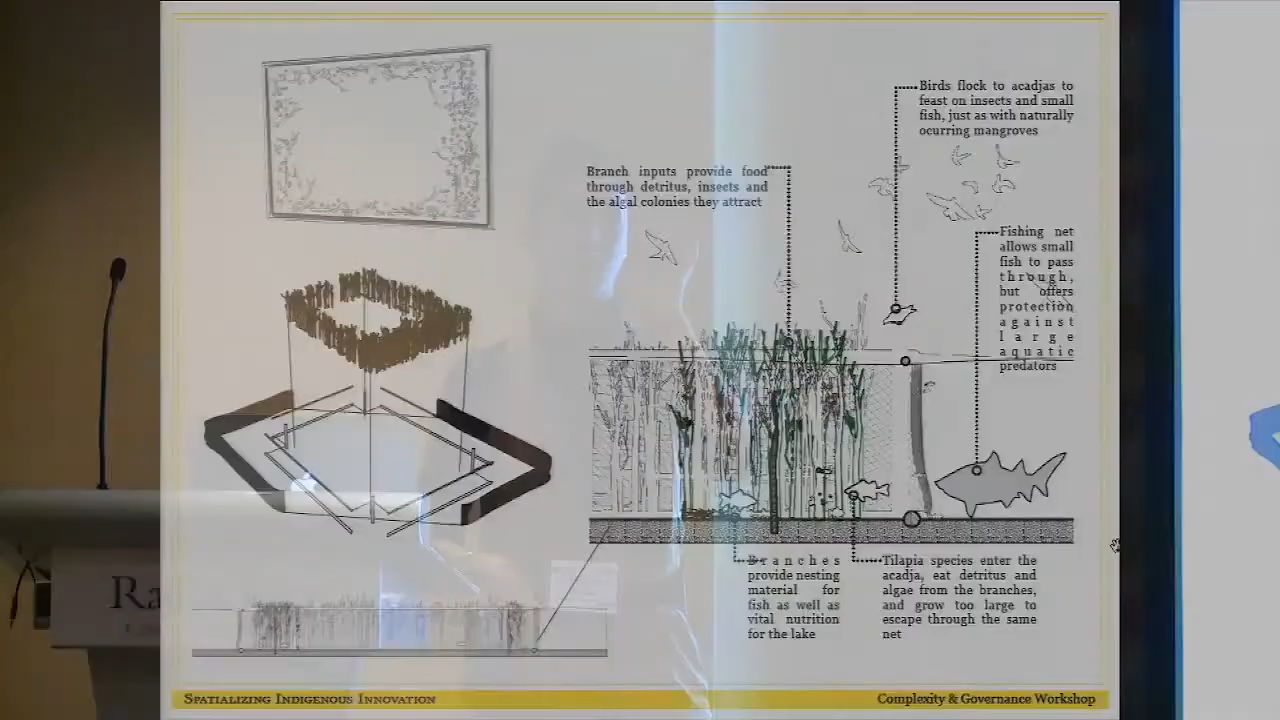 Birds flock to acadjas to
feast on insects and small
fish, just as with naturally
ocurring mangroves
Branch inputs provide food
through detritus, insects and
the algal colonies they attract
Fishing net
allows small
fish to pass
through,
but offers
protection
against
large
aquatic
predators
Branches
provide nesting
material for
fish as well as
vital nutrition
for the lake
Tilapia species enter the
acadja, eat detritus and
algae from the branches,
and grow too large to
escape through the same
net
Ra
SPATIALIZING INDIGENOUS INNOVATION
Complexity & Governance Workshop